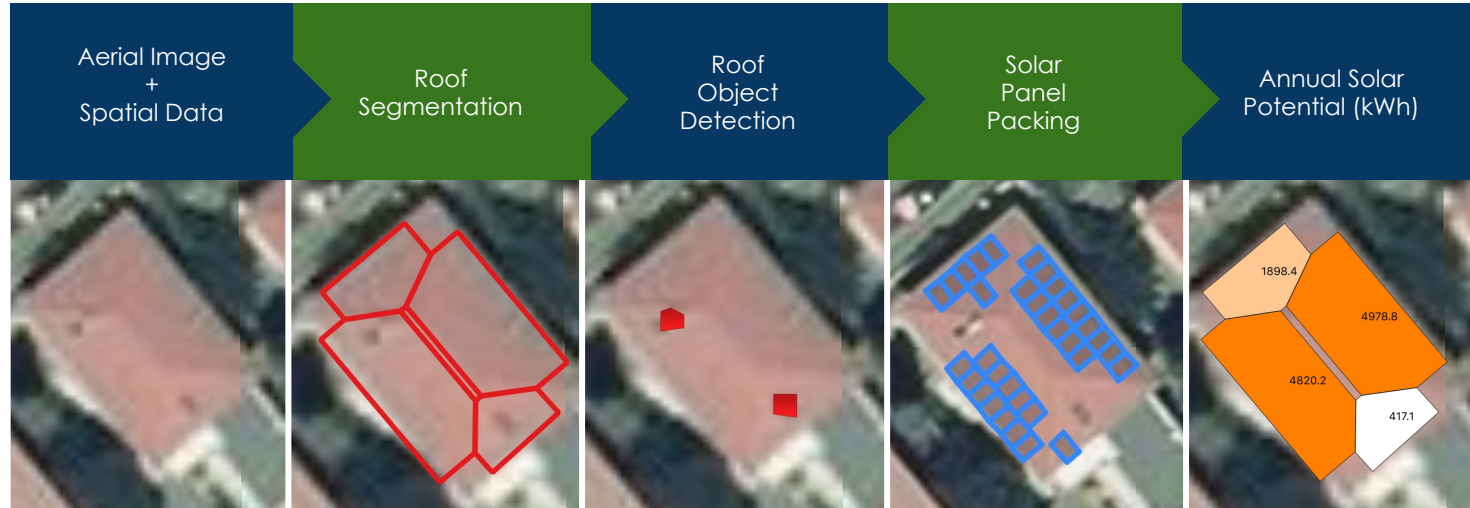 Aerial Image
+
Spatial Data
Roof
Segmentation
Roof
Object
Detection
Solar
Panel
Packing
Annual Solar
Potential (kWh)
1898.4
4978.8
4820.2
417.1